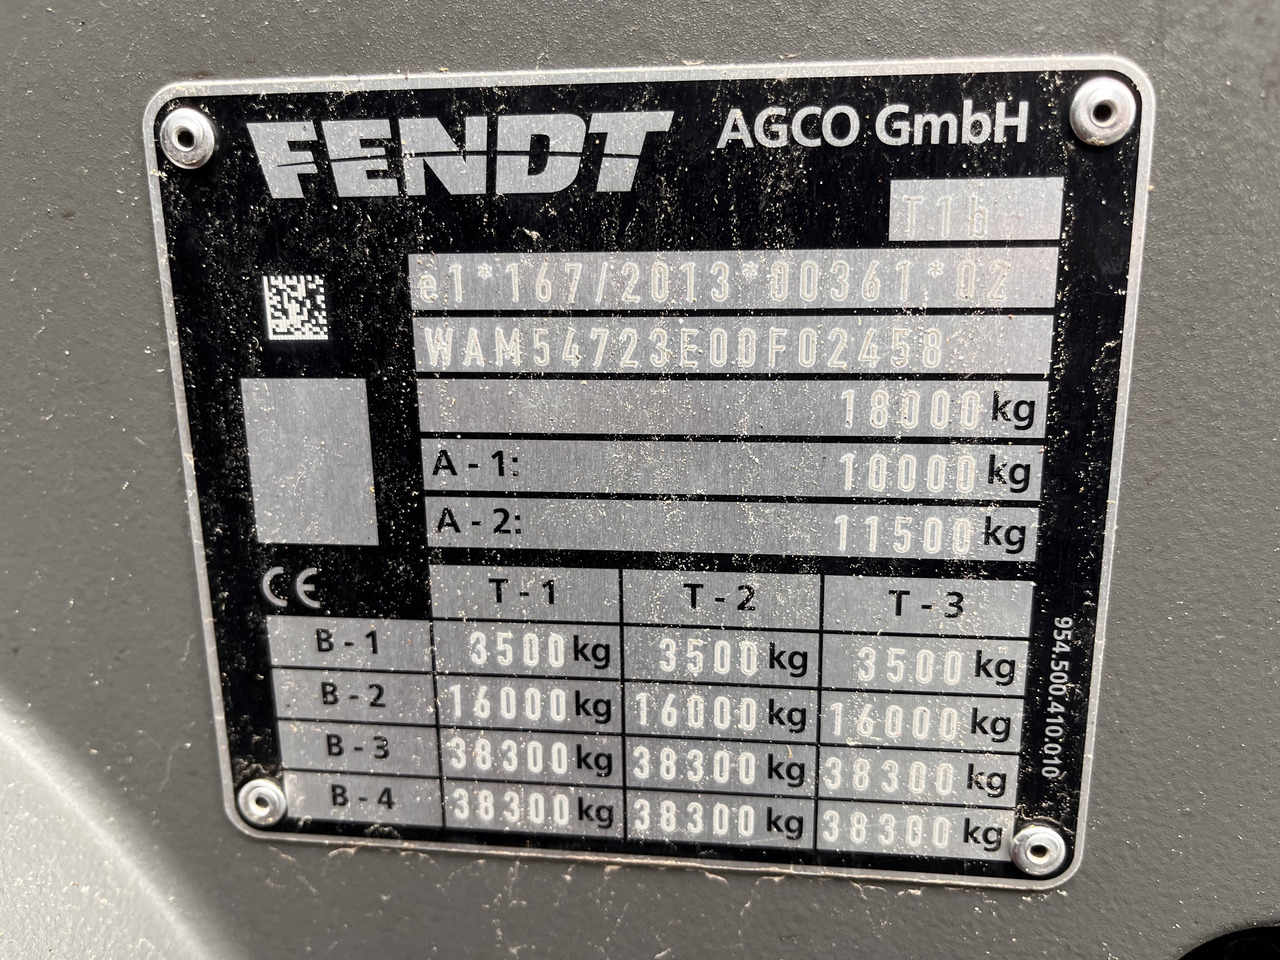 FENDT AGCO GmbH
T1b
e1*167/2013*00361*02
WAM54723E00F02458
18000 kg
A - 1: 10000 kg
A - 2: 11500 kg
CE T - 1 T - 2 T - 3
B - 1 3500 kg 3500 kg 3500 kg
B - 2 16000 kg 16000 kg 16000 kg
B - 3 38300 kg 38300 kg 38300 kg
B - 4 38300 kg 38300 kg 38300 kg
954.500.410.010